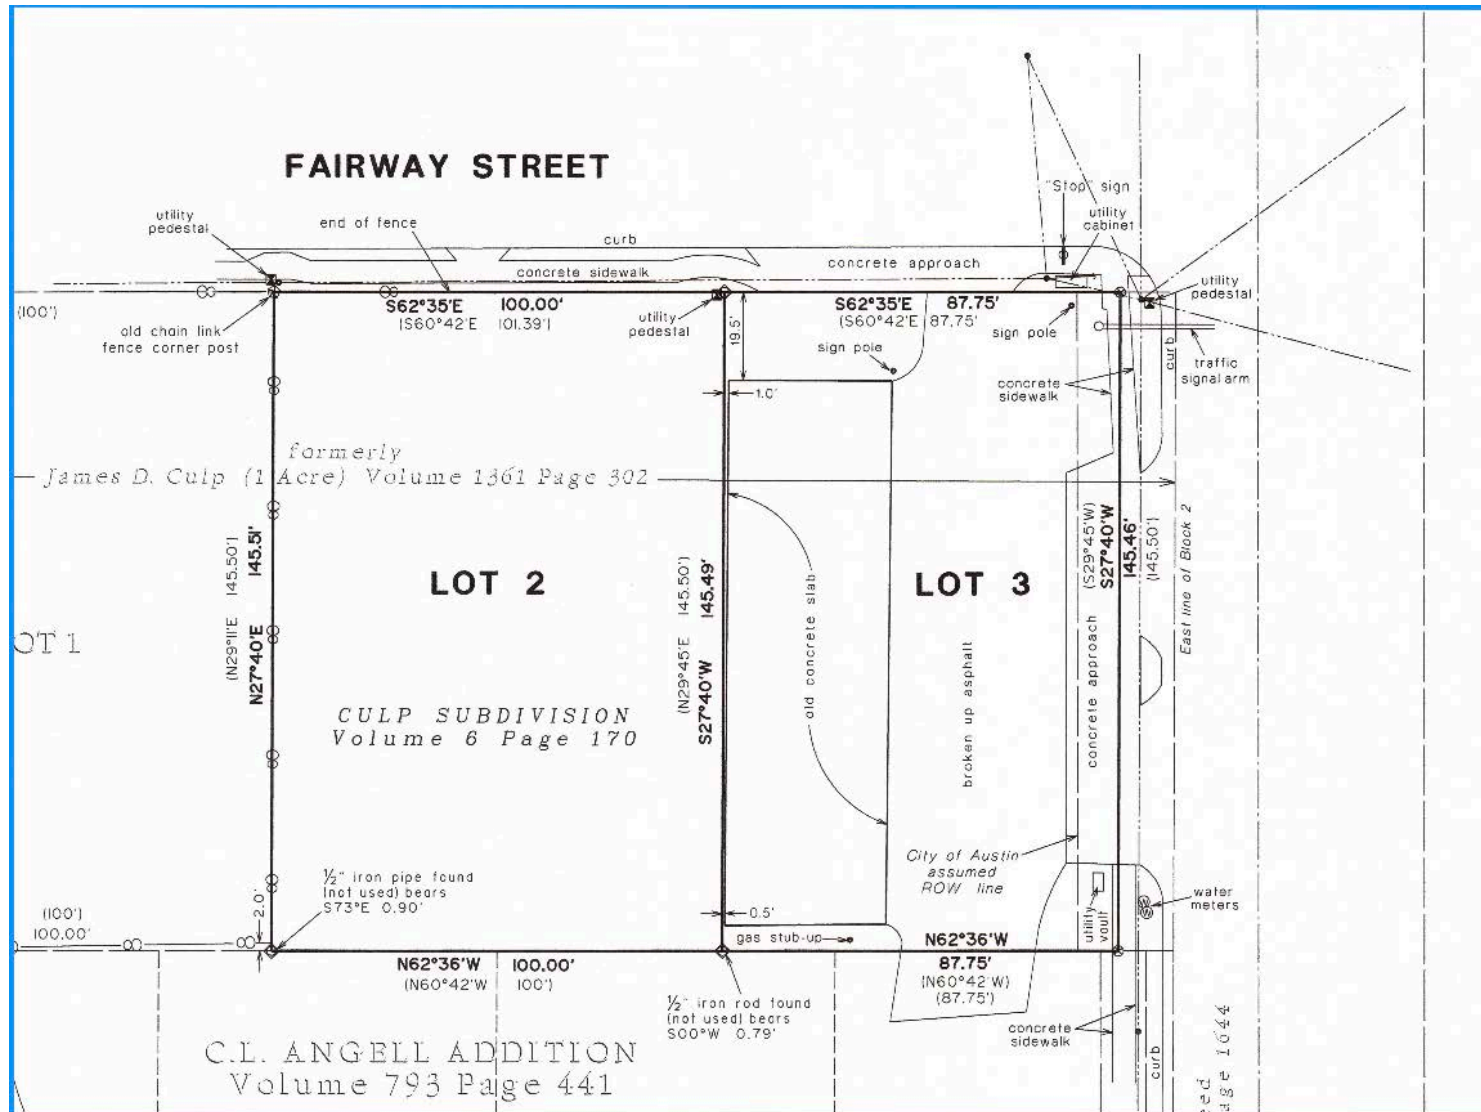 FAIRWAY STREET
"Stop" sign
utility
cabinet
utility
pedestal
end of fence
curb
concrete sidewalk
concrete approach
utility
pedestal
(100')
S62°35'E 100.00'
(S60°42'E 101.39')
utility
pedestal
S62°35'E 87.75'
(S60°42'E 87.75')
sign pole
old chain link
fence corner post
19.5'
sign pole
curb
traffic
signal arm
concrete
sidewalk
1.0'
formerly
James D. Culp (1 Acre) Volume 1361 Page 302
(N29°11'E 145.50')
N27°40'E 145.51'
LOT 2
(N29°45'E 145.50')
S27°40'W 145.49'
old concrete slab
LOT 3
broken up asphalt
concrete approach
(S29°45'W)
S27°40'W
145.46'
(145.50')
East line of Block 2
OT 1
CULP SUBDIVISION
Volume 6 Page 170
City of Austin
assumed
ROW line
½" iron pipe found
(not used) bears
S73°E 0.90'
2.0'
(100')
100.00'
0.5'
gas stub-up
utility
vault
water
meters
N62°36'W 100.00'
(N60°42'W 100')
N62°36'W
87.75'
(N60°42'W)
(87.75')
½" iron rod found
(not used) bears
S00°W 0.79'
concrete
sidewalk
curb
C.L. ANGELL ADDITION
Volume 793 Page 441
eed
age 1644